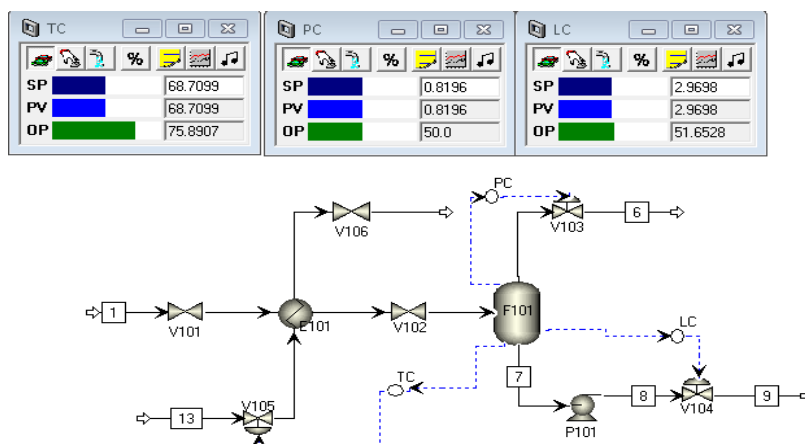 TC
PC
LC
%
%
%
SP 68.7099
SP 0.8196
SP 2.9698
PV 68.7099
PV 0.8196
PV 2.9698
OP 75.8907
OP 50.0
OP 51.6528
PC
V106
V103
6
1
V101
E101
V102
F101
LC
TC
7
13
V105
P101
8
V104
9